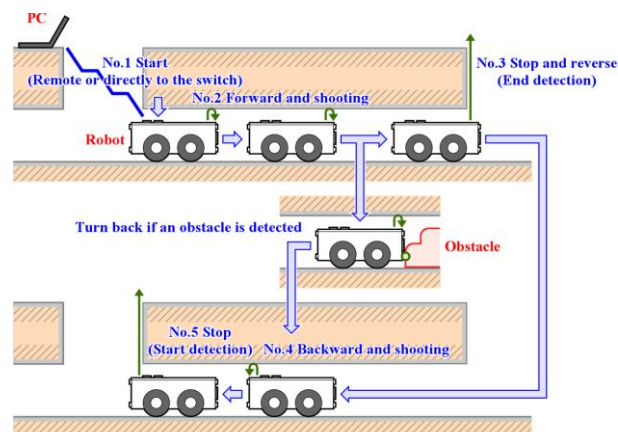 PC
No.1 Start
(Remote or directly to the switch)
No.2 Forward and shooting
No.3 Stop and reverse
(End detection)
Robot
Turn back if an obstacle is detected
Obstacle
No.5 Stop
(Start detection)
No.4 Backward and shooting